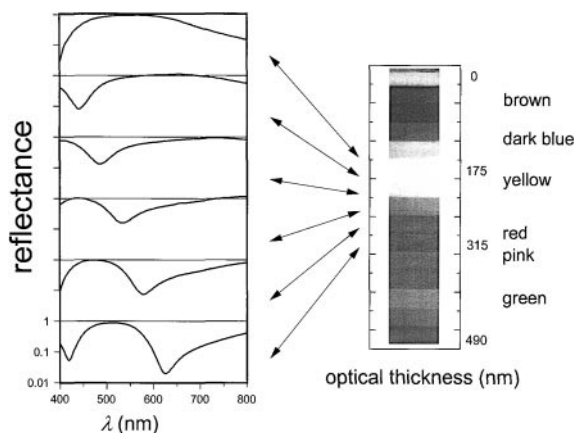 reflectance
1
0.1
0.01
400 500 600 700 800
λ (nm)
0
brown
dark blue
175
yellow
red
315
pink
green
490
optical thickness (nm)